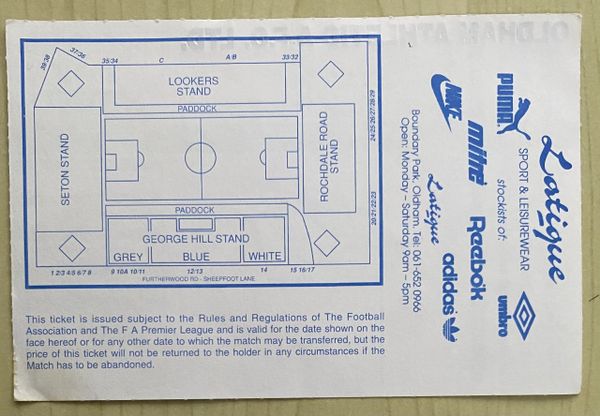 OLDHAM ATHLETIC A.F.C. LTD.
39/38
37/36
35/34
C
A/B
33/32
LOOKERS
STAND
PADDOCK
SETON STAND
ROCHDALE ROAD
STAND
24:25:26:27:28:29
20:21:22:23
PADDOCK
GEORGE HILL STAND
GREY BLUE WHITE
1 2/3 4/5 6/7 8
9 10A 10/11
12/13
14
15 16/17
FURTHERWOOD RD - SHEEPFOOT LANE
This ticket is issued subject to the Rules and Regulations of The Football
Association and The F A Premier League and is valid for the date shown on
the face hereof or for any other date to which the match may be transferred, but the
price of this ticket will not be returned to the holder in any circumstances if the
Match has to be abandoned.
Latique
SPORT & LEISUREWEAR
stockists of:
PUMA
mitre
Reebok
umbro
NIKE
Latique
adidas
Boundary Park, Oldham, Tel: 061-652 0966
Open: Monday - Saturday 9am - 5pm